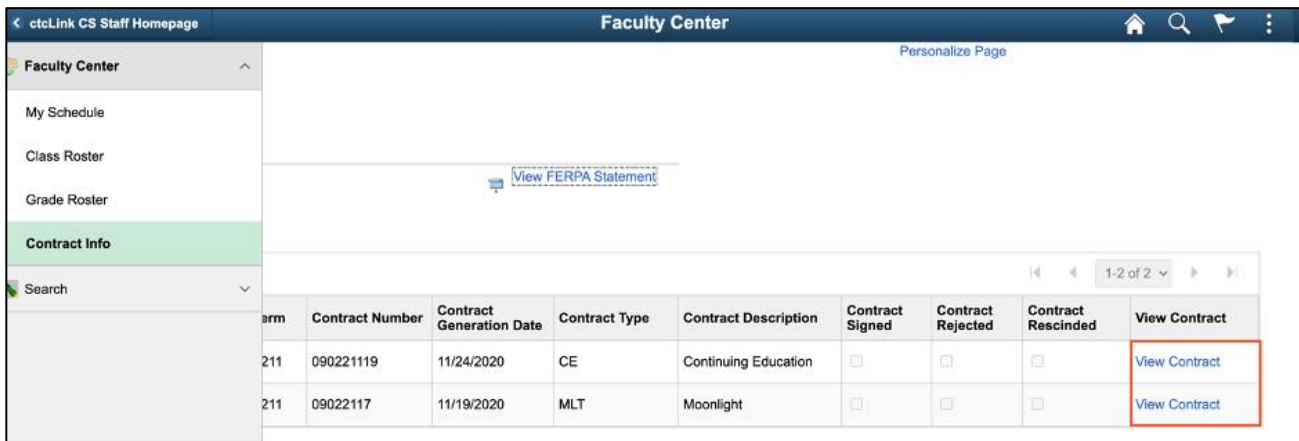 ctcLink CS Staff Homepage
Faculty Center
Personalize Page
Faculty Center
My Schedule
Class Roster
Grade Roster
Contract Info
Search
View FERPA Statement
1-2 of 2
erm Contract Number Contract Generation Date Contract Type Contract Description Contract Signed Contract Rejected Contract Rescinded View Contract
211 090221119 11/24/2020 CE Continuing Education View Contract
211 09022117 11/19/2020 MLT Moonlight View Contract